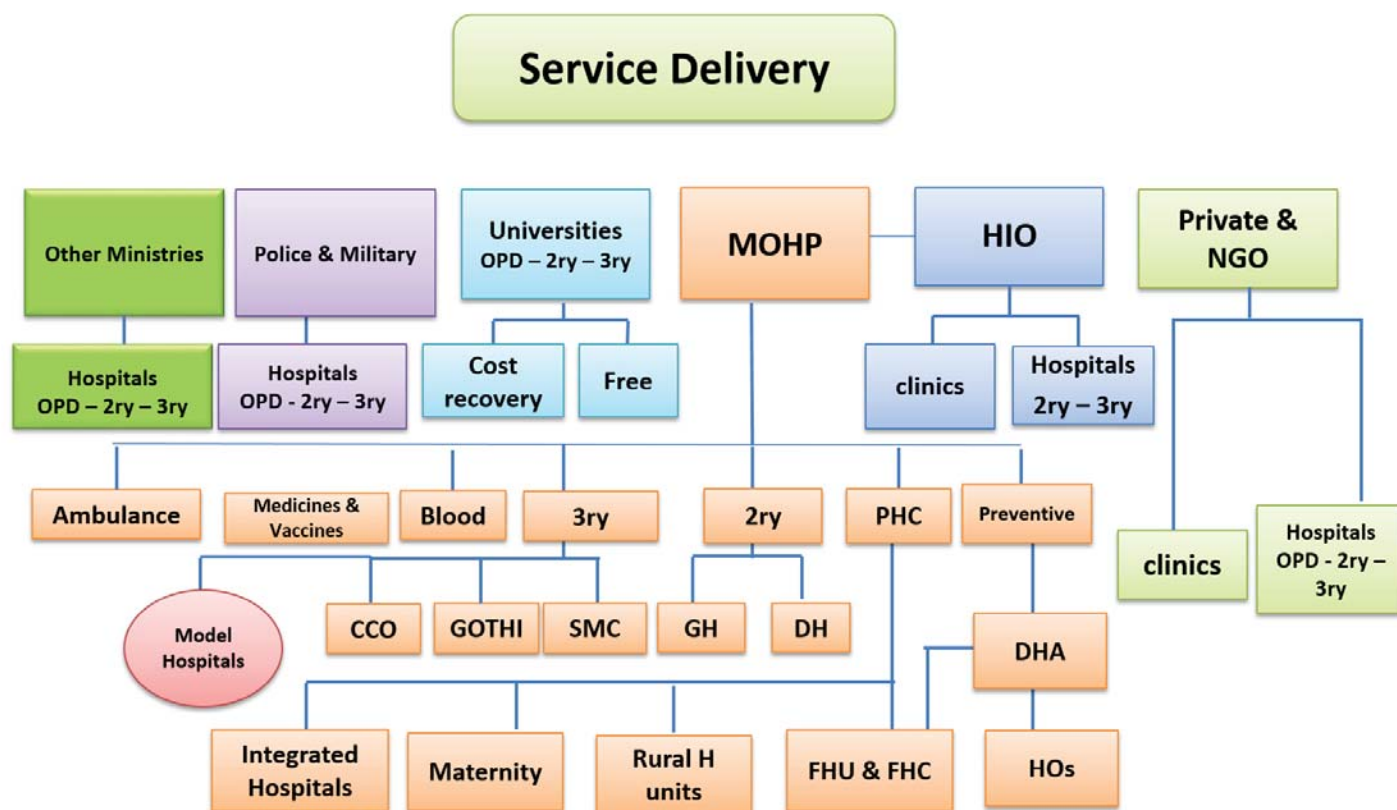 Service Delivery
Other Ministries
Police & Military
Universities
OPD – 2ry – 3ry
MOHP
HIO
Private &
NGO
Hospitals
OPD – 2ry – 3ry
Hospitals
OPD - 2ry – 3ry
Cost
recovery
Free
clinics
Hospitals
2ry – 3ry
Ambulance
Medicines &
Vaccines
Blood
3ry
2ry
PHC
Preventive
clinics
Hospitals
OPD - 2ry –
3ry
Model
Hospitals
CCO
GOTHI
SMC
GH
DH
DHA
Integrated
Hospitals
Maternity
Rural H
units
FHU & FHC
HOs